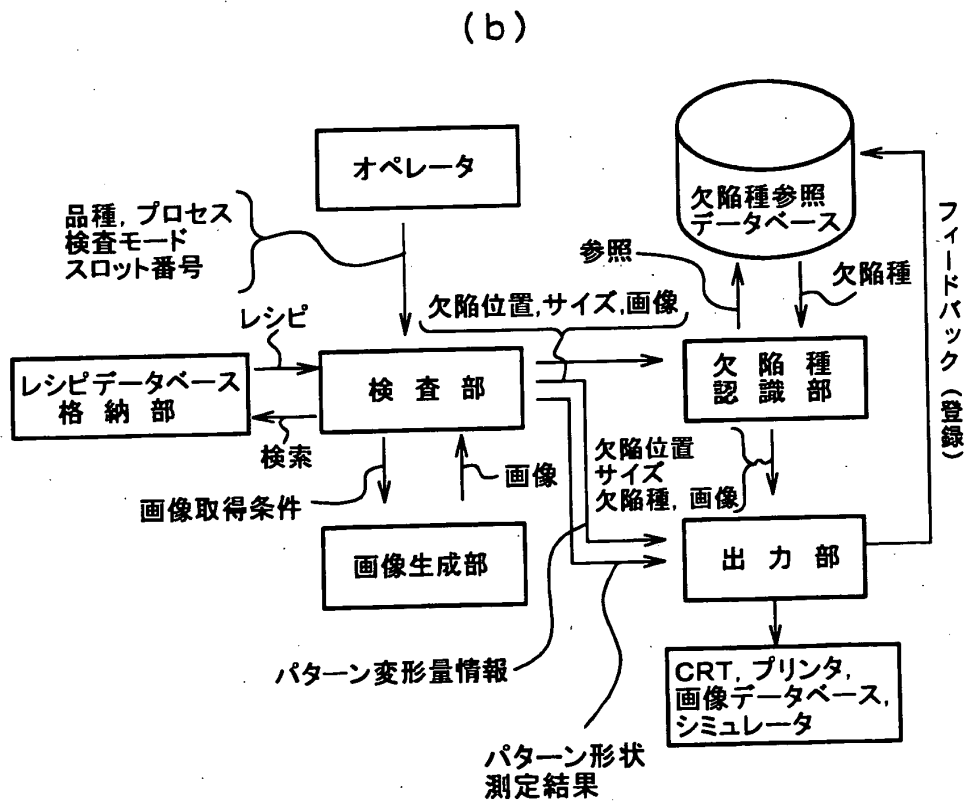 (b)
オペレータ
品種, プロセス
検査モード
スロット番号
欠陥種参照
データベース
フィードバック（登録）
参照
欠陥種
レシピ
欠陥位置,サイズ,画像
レシピデータベース
格納部
検査部
欠陥種
認識部
検索
画像
画像取得条件
欠陥位置
サイズ
欠陥種, 画像
画像生成部
出力部
パターン変形量情報
CRT, プリンタ,
画像データベース,
シミュレータ
パターン形状
測定結果